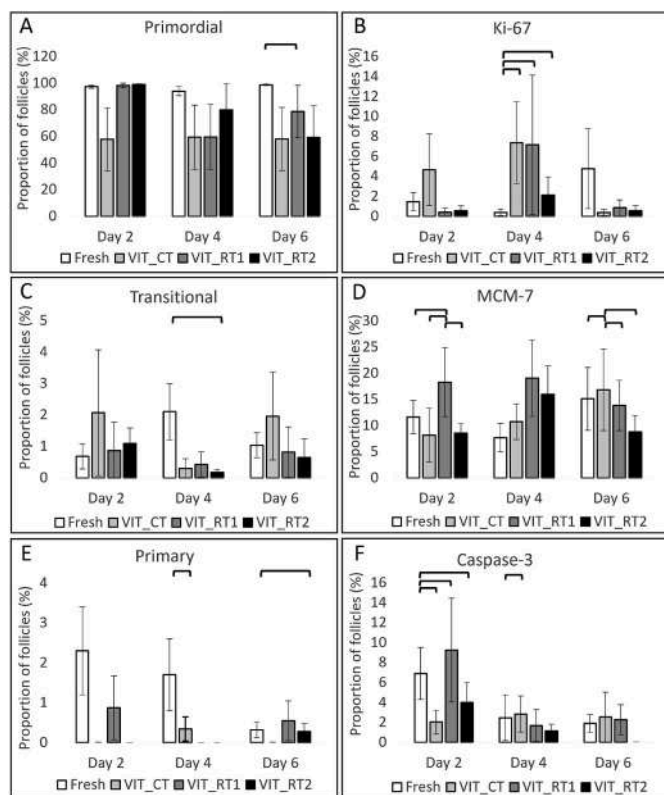 A
Primordial
Proportion of follicles (%)
120
100
80
60
40
20
0
Day 2 Day 4 Day 6
Fresh VIT_CT VIT_RT1 VIT_RT2
B
Ki-67
Proportion of follicles (%)
16
14
12
10
8
6
4
2
0
Day 2 Day 4 Day 6
Fresh VIT_CT VIT_RT1 VIT_RT2
C
Transitional
Proportion of follicles (%)
5
4
3
2
1
0
Day 2 Day 4 Day 6
Fresh VIT_CT VIT_RT1 VIT_RT2
D
MCM-7
Proportion of follicles (%)
30
25
20
15
10
5
0
Day 2 Day 4 Day 6
Fresh VIT_CT VIT_RT1 VIT_RT2
E
Primary
Proportion of follicles (%)
4
3
2
1
0
Day 2 Day 4 Day 6
Fresh VIT_CT VIT_RT1 VIT_RT2
F
Caspase-3
Proportion of follicles (%)
16
14
12
10
8
6
4
2
0
Day 2 Day 4 Day 6
Fresh VIT_CT VIT_RT1 VIT_RT2